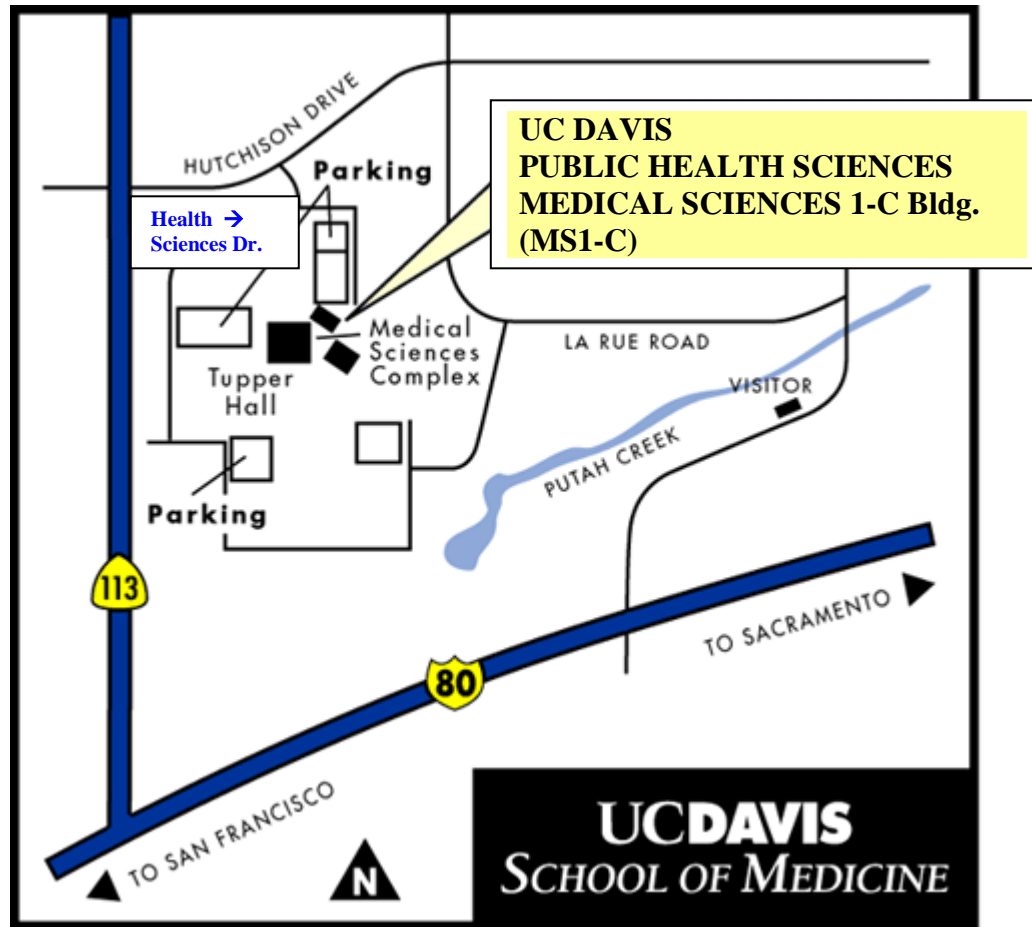 HUTCHISON DRIVE
Parking
UC DAVIS
PUBLIC HEALTH SCIENCES
MEDICAL SCIENCES 1-C Bldg.
(MS1-C)
Health →
Sciences Dr.
Medical
Sciences
Complex
LA RUE ROAD
Tupper
Hall
VISITOR
PUTAH CREEK
Parking
113
TO SACRAMENTO
80
TO SAN FRANCISCO
N
UCDAVIS
SCHOOL OF MEDICINE